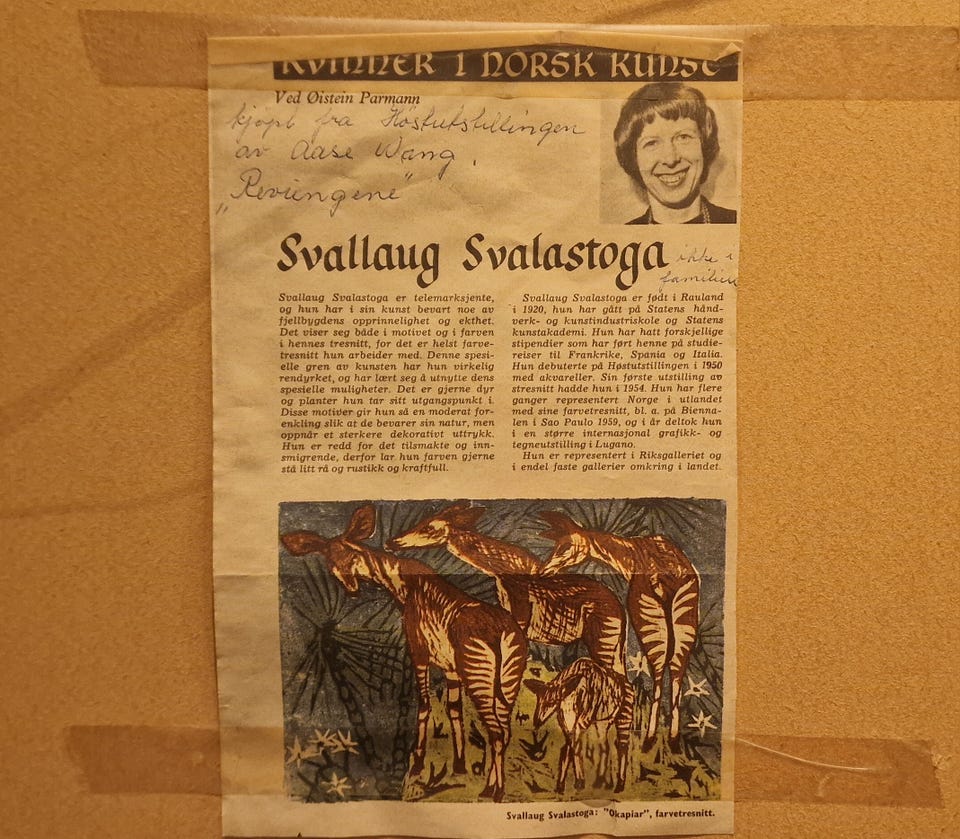 KVINNER I NORSK KUNST
Ved Øistein Parmann
kjøpt fra Høstutstillingen
av Aase Wang.
"Revungene"
Svallaug Svalastoga
ikke i
familien
Svallaug Svalastoga er telemarksjente,
og hun har i sin kunst bevart noe av
fjellbygdens opprinnelighet og ekthet.
Det viser seg både i motivet og i farven
i hennes tresnitt, for det er helst farve-
tresnitt hun arbeider med. Denne spesi-
elle gren av kunsten har hun virkelig
rendyrket, og har lært seg å utnytte dens
spesielle muligheter. Det er gjerne dyr
og planter hun tar sitt utgangspunkt i.
Disse motiver gir hun så en moderat for-
enkling slik at de bevarer sin natur, men
oppnår et sterkere dekorativt uttrykk.
Hun er redd for det tilsmakte og inn-
smigrende, derfor lar hun farven gjerne
stå litt rå og rustikk og kraftfull.
Svallaug Svalastoga er født i Rauland
i 1920, hun har gått på Statens hånd-
verk- og kunstindustriskole og Statens
kunstakademi. Hun har hatt forskjellige
stipendier som har ført henne på studie-
reiser til Frankrike, Spania og Italia.
Hun debuterte på Høstutstillingen i 1950
med akvareller. Sin første utstilling av
stresnitt hadde hun i 1954. Hun har flere
ganger representert Norge i utlandet
med sine farvetresnitt, bl. a. på Bienna-
len i Sao Paulo 1959, og i år deltok hun
i en større internasjonal grafikk- og
tegneutstilling i Lugano.
Hun er representert i Riksgalleriet og
i endel faste gallerier omkring i landet.
Svallaug Svalastoga: "Okapiar", farvetresnitt.